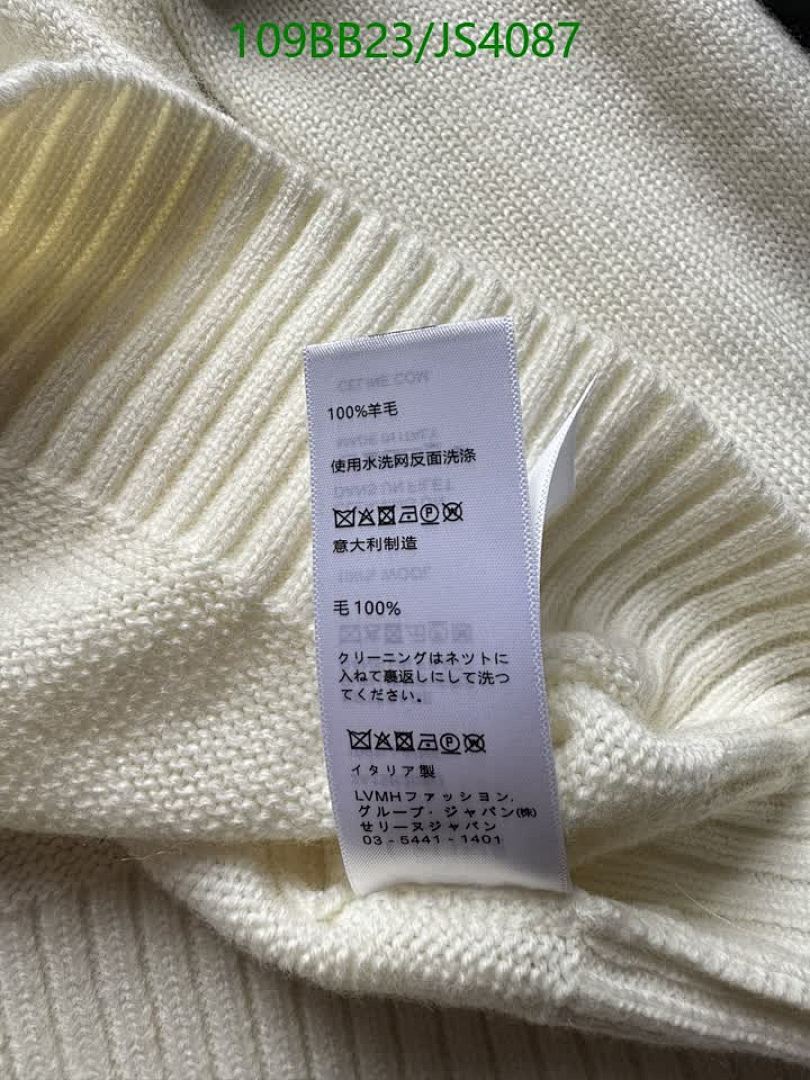 109BB23/JS4087
100%羊毛
使用水洗网反面洗涤
意大利制造
毛100%
クリーニングはネツトに
入ねて裏返しにして洗つ
てください。
イタリア製
LVMHファッション.
グループ・ジャパン㈱
せリーヌジャパン
03-5441-1401